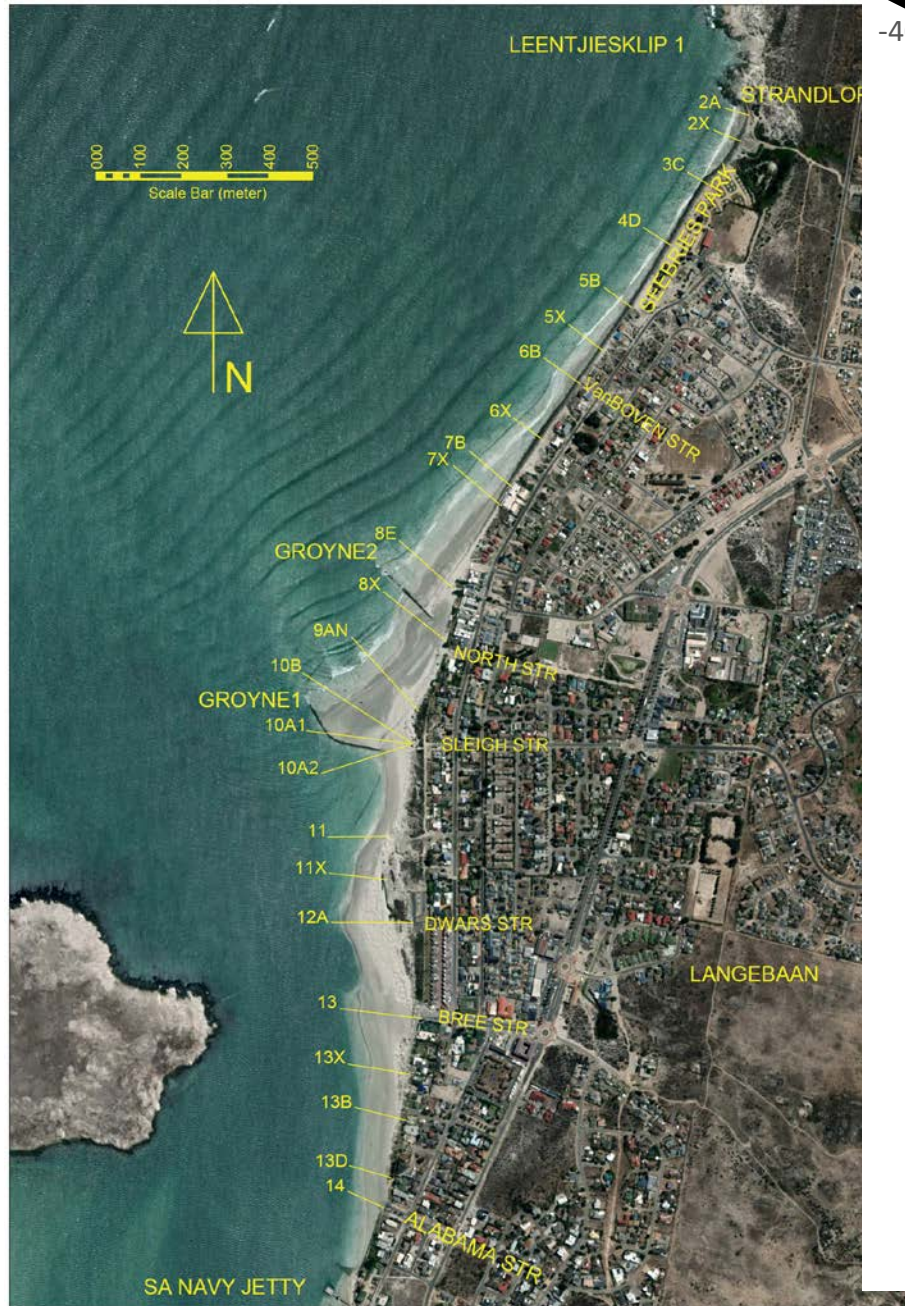 -4
LEENTJIESKLIP 1
STRANDLOP
2A
2X
000 100 200 300 400 500
Scale Bar (meter)
3C
SEEBRIES PARK
4D
5B
5X
N
6B
VanBOVEN STR
6X
7B
7X
8E
GROYNE2
8X
9AN
NORTH STR
10B
GROYNE1
10A1
SLEIGH STR
10A2
11
11X
12A
DWARS STR
LANGEBAAN
13
BREE STR
13X
13B
13D
14
ALABAMA STR
SA NAVY JETTY